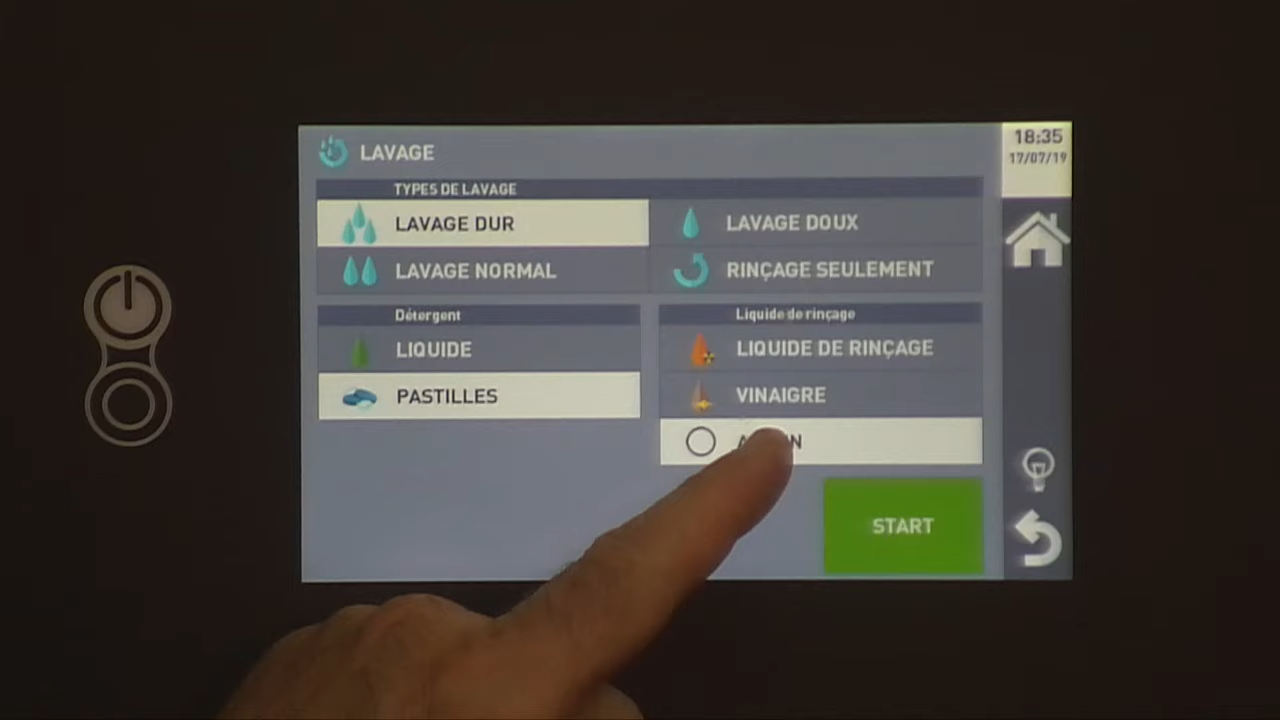 LAVAGE
18:35
17/07/19
TYPES DE LAVAGE
LAVAGE DUR
LAVAGE DOUX
LAVAGE NORMAL
RINÇAGE SEULEMENT
Détergent
Liquide de rinçage
LIQUIDE
LIQUIDE DE RINÇAGE
PASTILLES
VINAIGRE
START